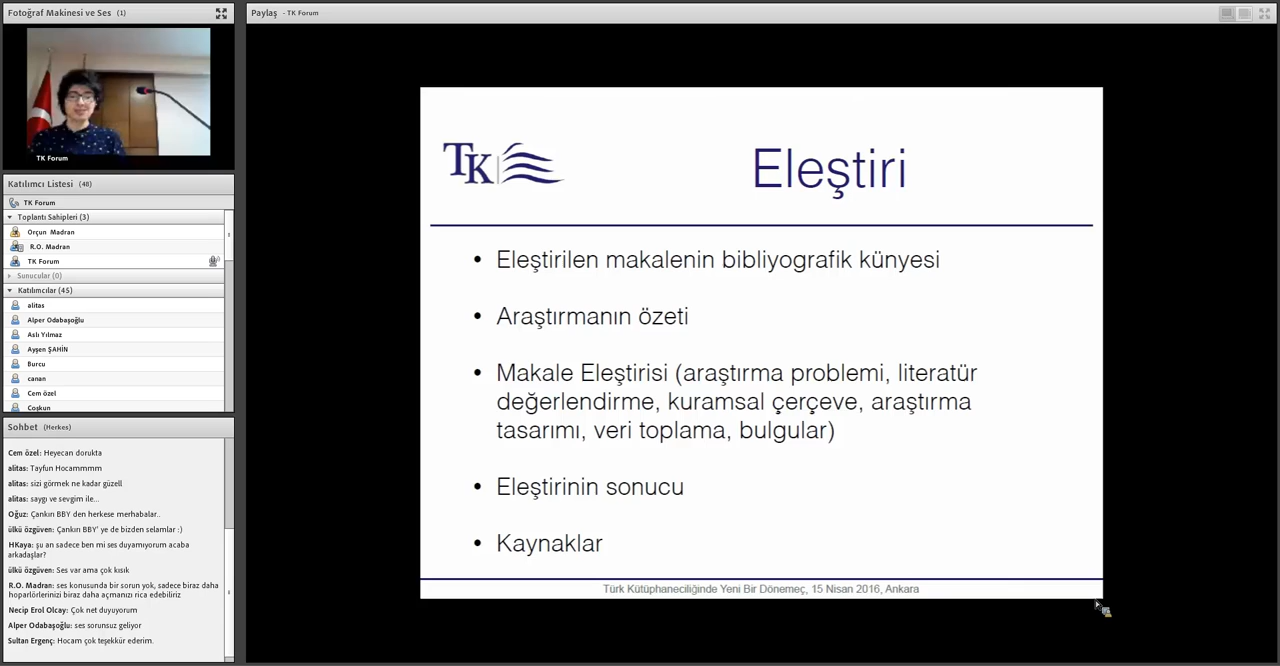 Fotoğraf Makinesi ve Ses (1)
TK Forum
Katılımcı Listesi (48)
TK Forum
Toplantı Sahipleri (3)
Orçun Madran
R.O. Madran
TK Forum
Sunucular (0)
Katılımcılar (45)
alitas
Alper Odabaşoğlu
Aslı Yılmaz
Ayşen ŞAHİN
Burcu
canan
Cem özel
Coşkun
Sohbet (Herkes)
Cem özel: Heyecan dorukta
alitas: Tayfun Hocammmm
alitas: sizi görmek ne kadar güzell
alitas: saygı ve sevgim ile...
Oğuz: Çankırı BBY den herkese merhabalar..
ülkü özgüven: Çankırı BBY' ye de bizden selamlar :)
HKaya: şu an sadece ben mi ses duyamıyorum acaba
arkadaşlar?
ülkü özgüven: Ses var ama çok kısık
R.O. Madran: ses konusunda bir sorun yok, sadece biraz daha
hoparlörlerinizi biraz daha açmanızı rica edebiliriz
Necip Erol Olcay: Çok net duyuyorum
Alper Odabaşoğlu: ses sorunsuz geliyor
Sultan Ergenç: Hocam çok teşekkür ederim.
Paylaş - TK Forum
TK
Eleştiri
• Eleştirilen makalenin bibliyografik künyesi
• Araştırmanın özeti
• Makale Eleştirisi (araştırma problemi, literatür
değerlendirme, kuramsal çerçeve, araştırma
tasarımı, veri toplama, bulgular)
• Eleştirinin sonucu
• Kaynaklar
Türk Kütüphaneciliğinde Yeni Bir Dönemeç, 15 Nisan 2016, Ankara